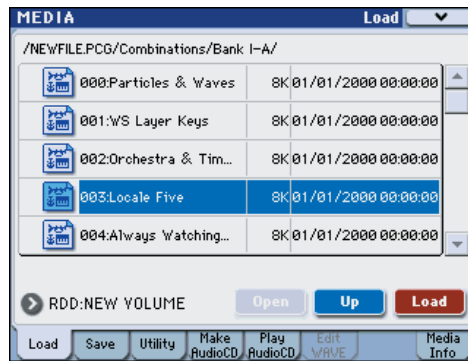 MEDIA Load
/NEWFILE.PCG/Combinations/Bank I-A/
000:Particles & Waves 8K 01/01/2000 00:00:00
001:WS Layer Keys 8K 01/01/2000 00:00:00
002:Orchestra & Tim... 8K 01/01/2000 00:00:00
003:Locale Five 8K 01/01/2000 00:00:00
004:Always Watching... 8K 01/01/2000 00:00:00
RDD:NEW VOLUME Open Up Load
Load Save Utility Make AudioCD Play AudioCD Edit WAVE Media Info